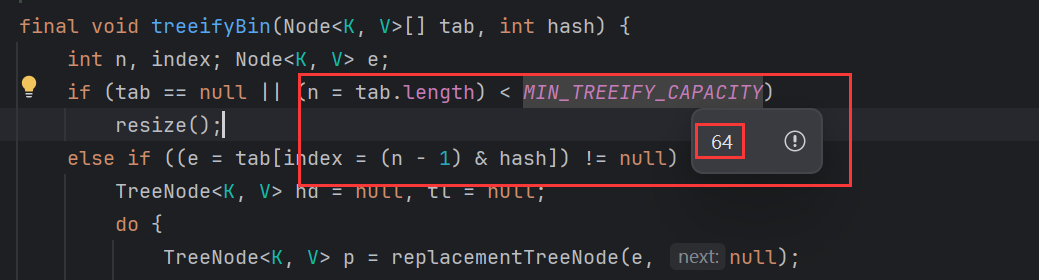 final void treeifyBin(Node<K, V>[] tab, int hash) {
int n, index; Node<K, V> e;
if (tab == null || (n = tab.length) < MIN_TREEIFY_CAPACITY)
resize();
64
else if ((e = tab[index = (n - 1) & hash]) != null)
TreeNode<K, V> hd = null, tl = null;
do {
TreeNode<K, V> p = replacementTreeNode(e, next: null);